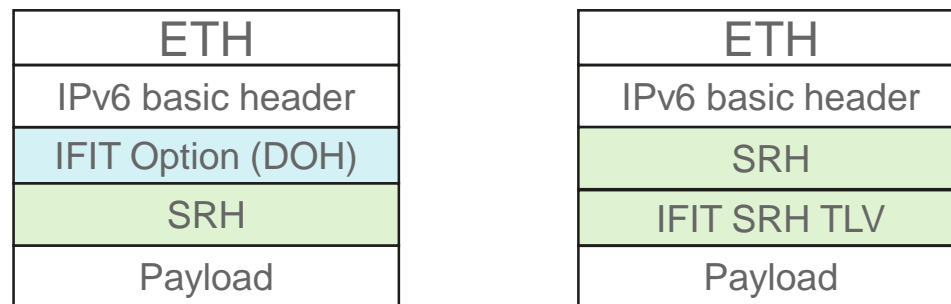 ETH
IPv6 basic header
IFIT Option (DOH)
SRH
Payload
ETH
IPv6 basic header
SRH
IFIT SRH TLV
Payload